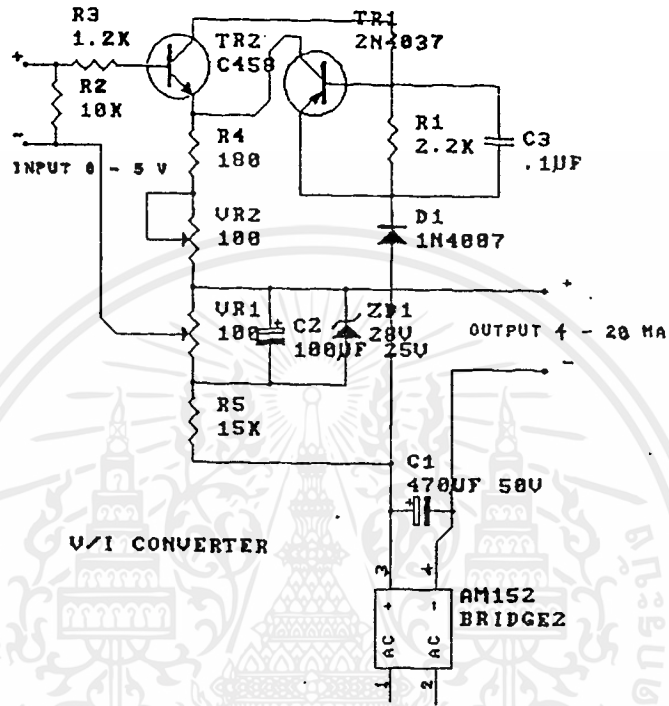 R3
1.2K
TR1
2N4037
TR2
C458
+
R2
10K
-
INPUT 0 - 5 V
R4
180
R1
2.2K
C3
.1UF
VR2
100
D1
1N4007
+
VR1
100
C2
100UF 25V
ZD1
20V
OUTPUT 4 - 20 MA
-
R5
15K
C1
470UF 50V
+
V/I CONVERTER
3
4
+
-
AC
AC
AM152
BRIDGE2
1
2